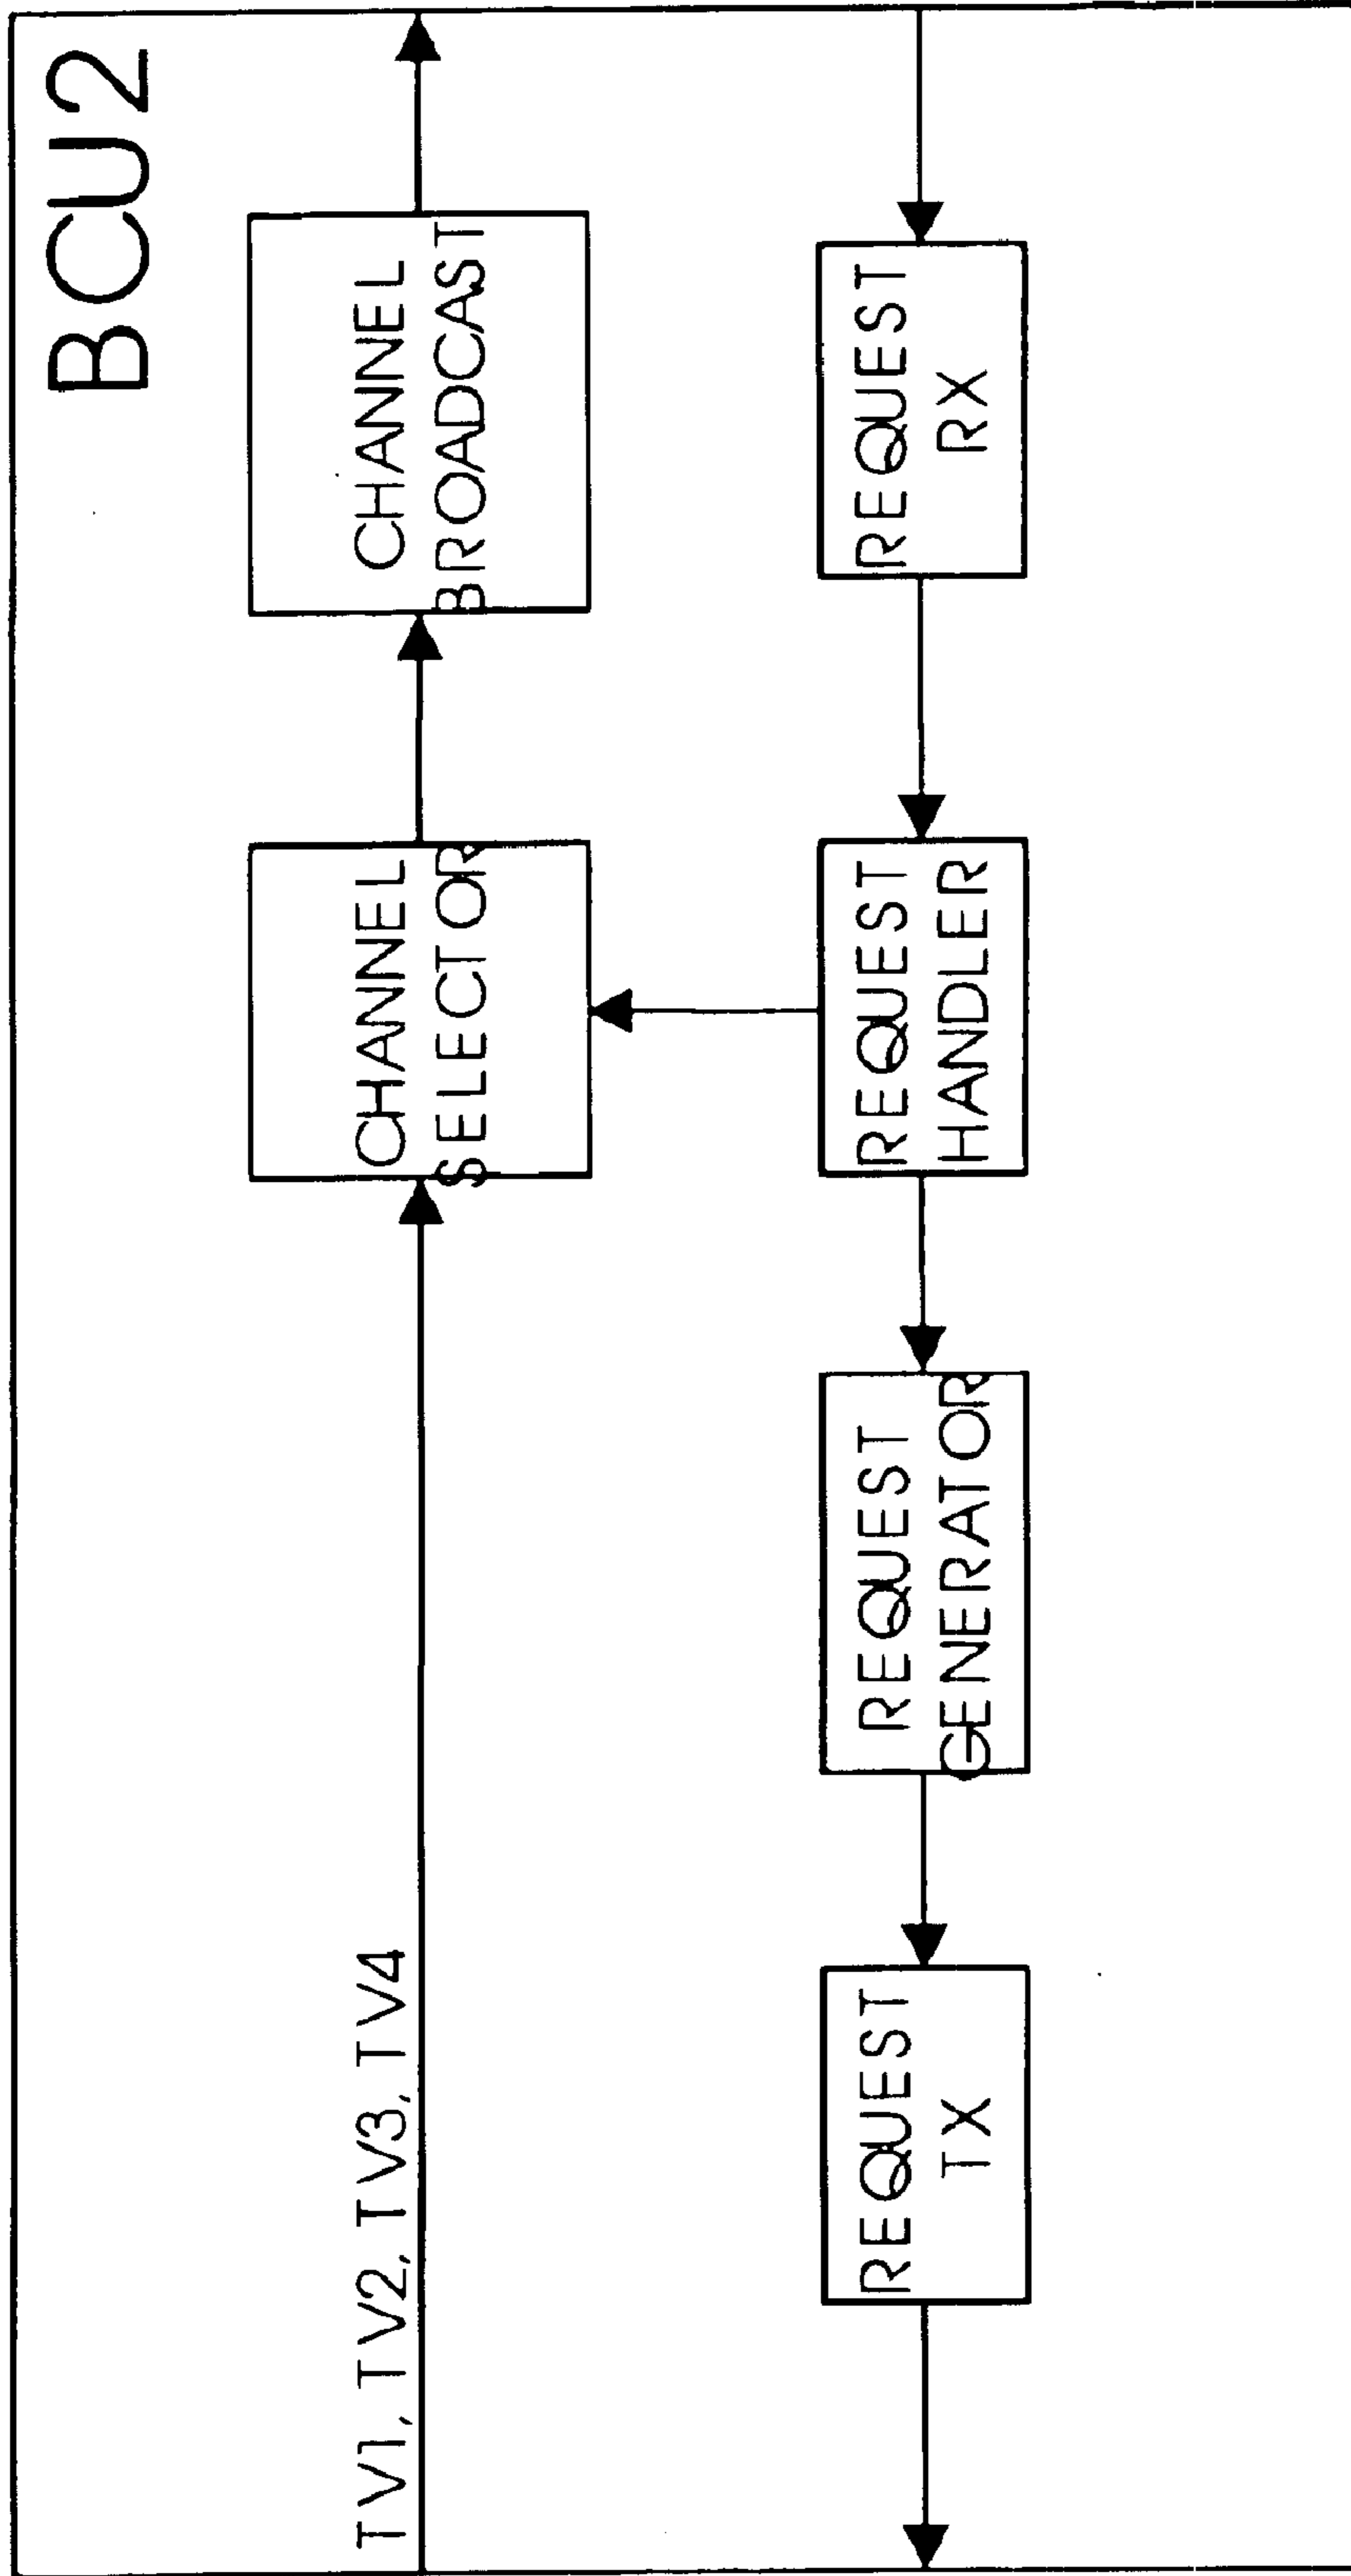 BCU2
TV1, TV2, TV3, TV4
CHANNEL
SELECTOR
CHANNEL
BROADCAST
REQUEST
TX
REQUEST
GENERATOR
REQUEST
HANDLER
REQUEST
RX